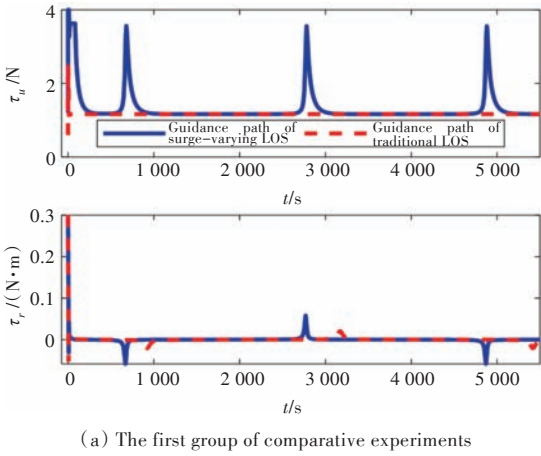 4
2
0
τu/N
Guidance path of surge-varying LOS
Guidance path of traditional LOS
0 1 000 2 000 3 000 4 000 5 000
t/s
0.3
0.2
0.1
0
τr/(N·m)
0 1 000 2 000 3 000 4 000 5 000
t/s
(a) The first group of comparative experiments